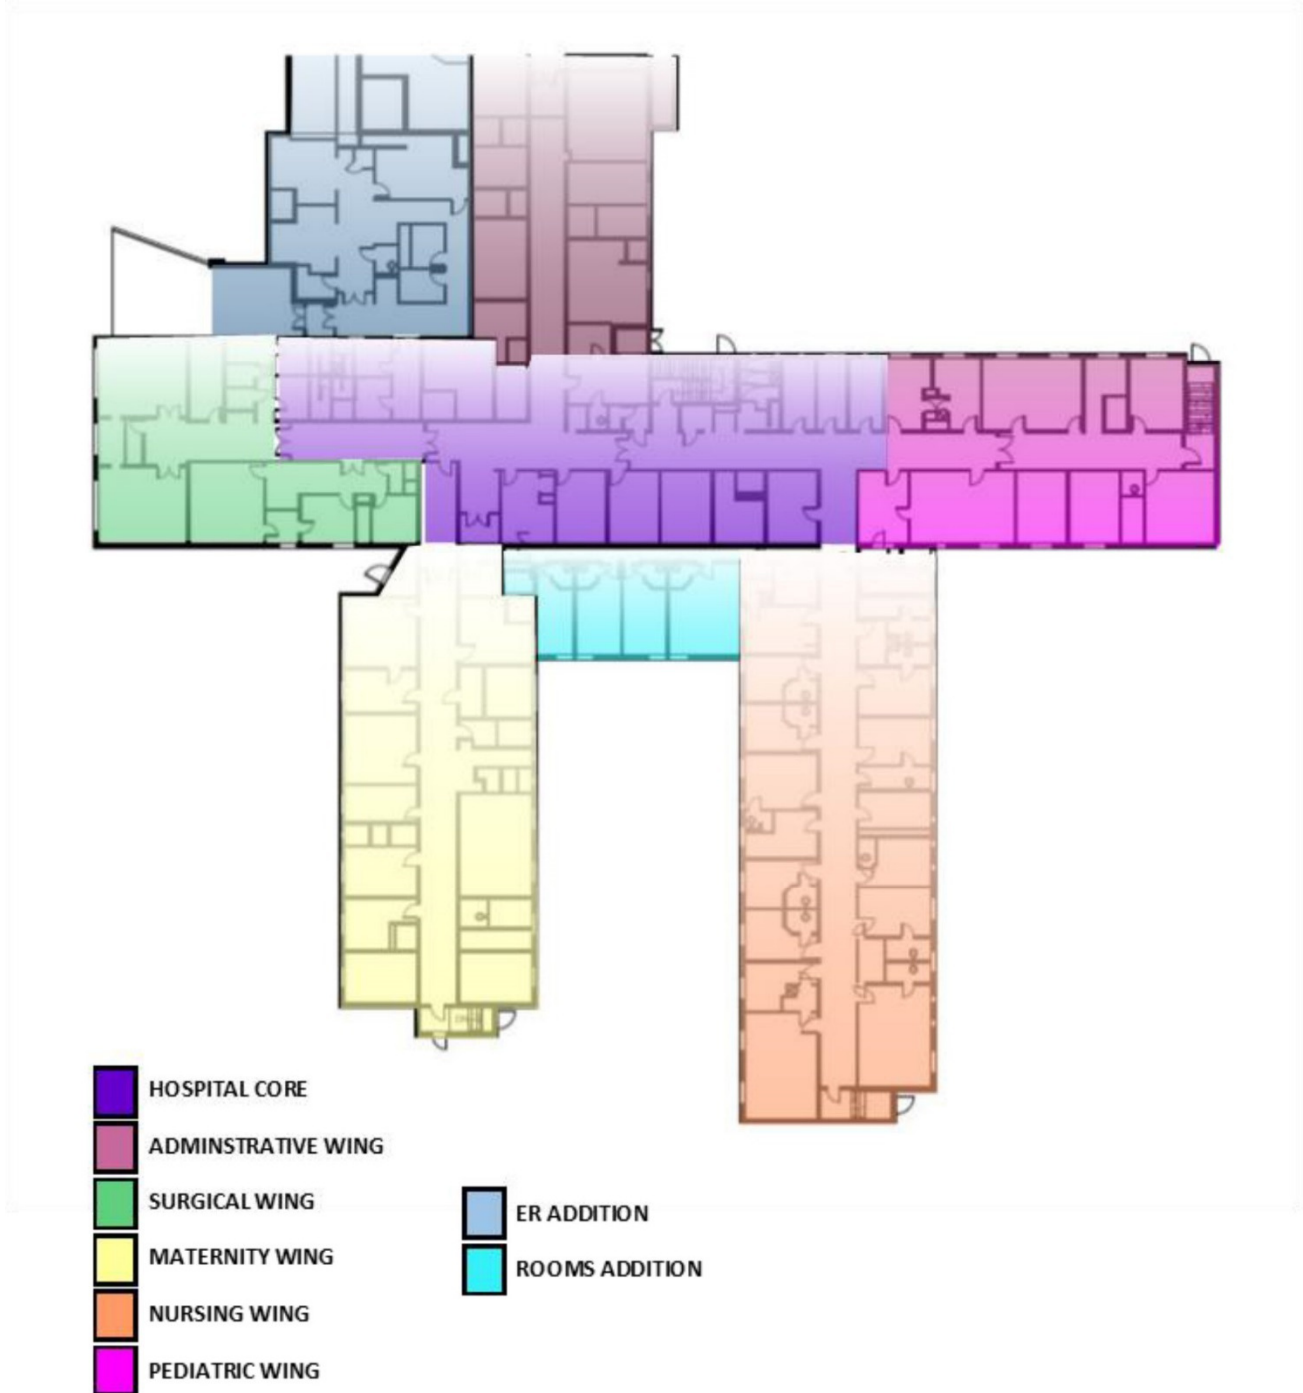 HOSPITAL CORE
ADMINSTRATIVE WING
SURGICAL WING
MATERNITY WING
NURSING WING
PEDIATRIC WING
ER ADDITION
ROOMS ADDITION